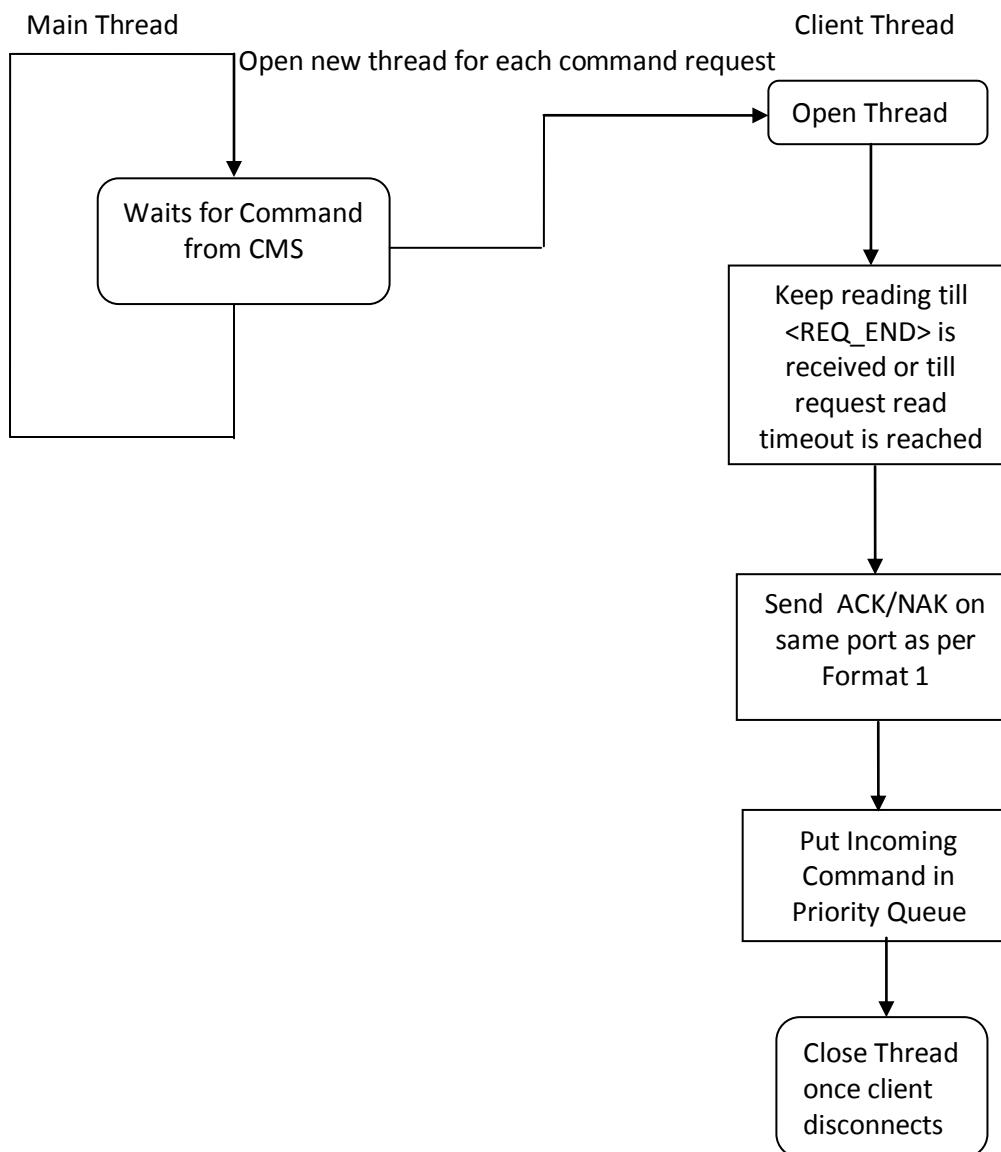 Main Thread
Client Thread
Open new thread for each command request
Open Thread
Waits for Command
from CMS
Keep reading till
<REQ_END> is
received or till
request read
timeout is reached
Send ACK/NAK on
same port as per
Format 1
Put Incoming
Command in
Priority Queue
Close Thread
once client
disconnects